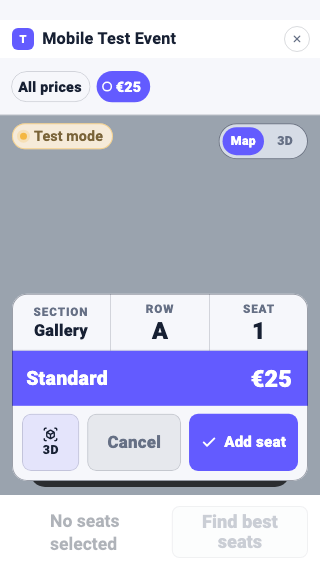 T Mobile Test Event
All prices €25
Test mode Map 3D
SECTION ROW SEAT
Gallery A 1
Standard €25
3D Cancel Add seat
No seats selected
Find best seats